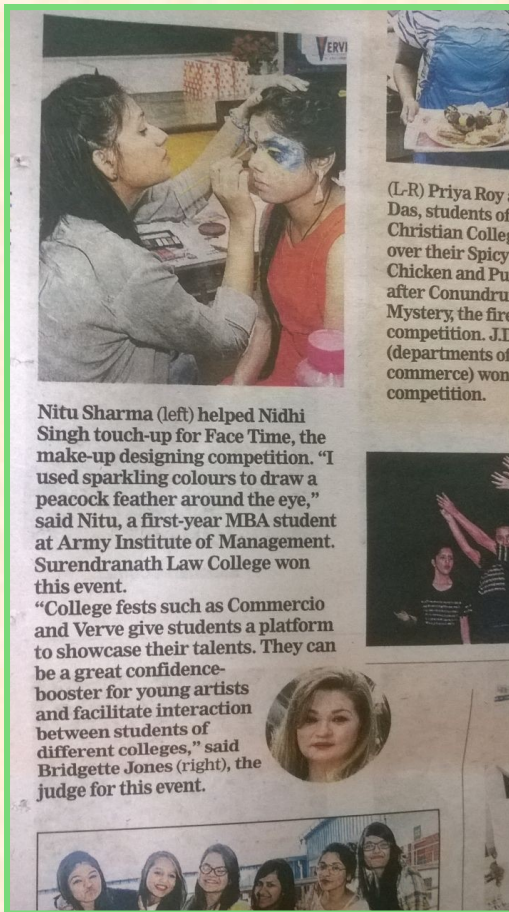 VERV
Nitu Sharma (left) helped Nidhi
Singh touch-up for Face Time, the
make-up designing competition. “I
used sparkling colours to draw a
peacock feather around the eye,”
said Nitu, a first-year MBA student
at Army Institute of Management.
Surendranath Law College won
this event.
“College fests such as Commercio
and Verve give students a platform
to showcase their talents. They can
be a great confidence-
booster for young artists
and facilitate interaction
between students of
different colleges,” said
Bridgette Jones (right), the
judge for this event.
(L-R) Priya Roy
Das, students of
Christian Colleg
over their Spicy
Chicken and Pu
after Conundru
Mystery, the fire
competition. J.D
(departments of
commerce) won
competition.